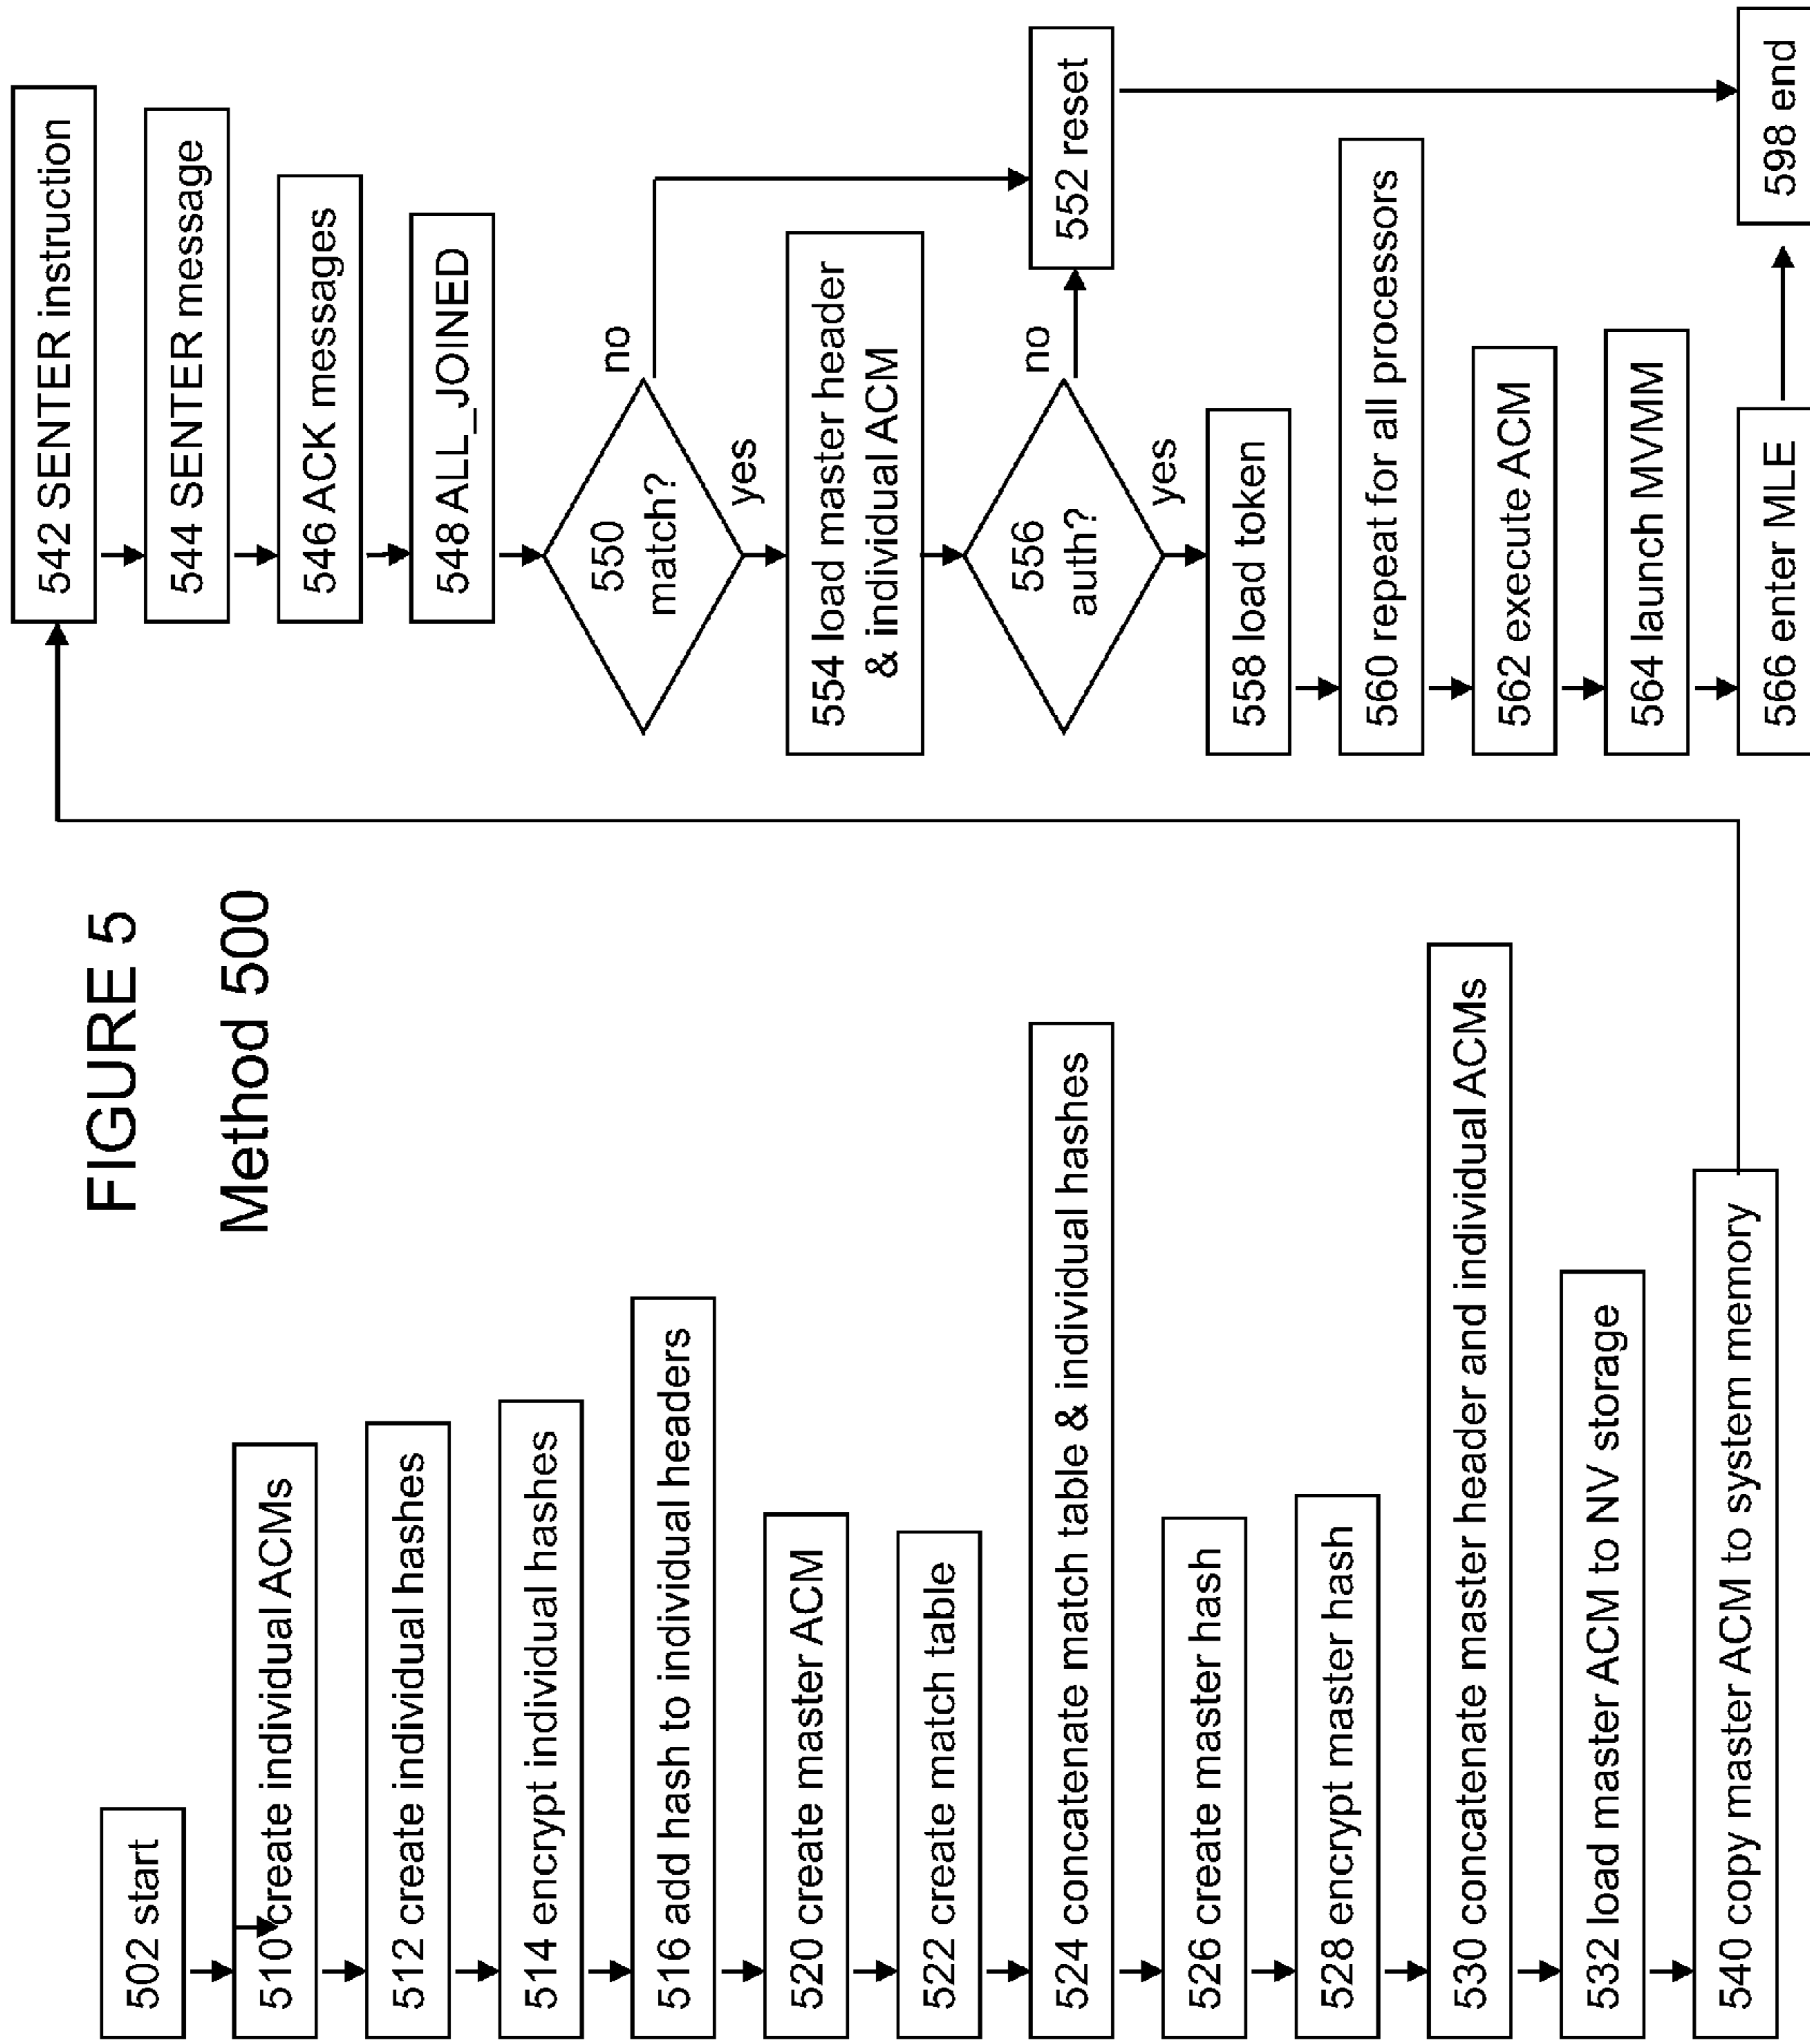 FIGURE 5
Method 500
502 start
510 create individual ACMs
512 create individual hashes
514 encrypt individual hashes
516 add hash to individual headers
520 create master ACM
522 create match table
524 concatenate match table & individual hashes
526 create master hash
528 encrypt master hash
530 concatenate master header and individual ACMs
532 load master ACM to NV storage
540 copy master ACM to system memory
542 SENTER instruction
544 SENTER message
546 ACK messages
548 ALL_JOINED
550
match?
no
yes
552 reset
554 load master header
& individual ACM
556
auth?
no
yes
558 load token
560 repeat for all processors
562 execute ACM
564 launch MVMM
566 enter MLE
598 end